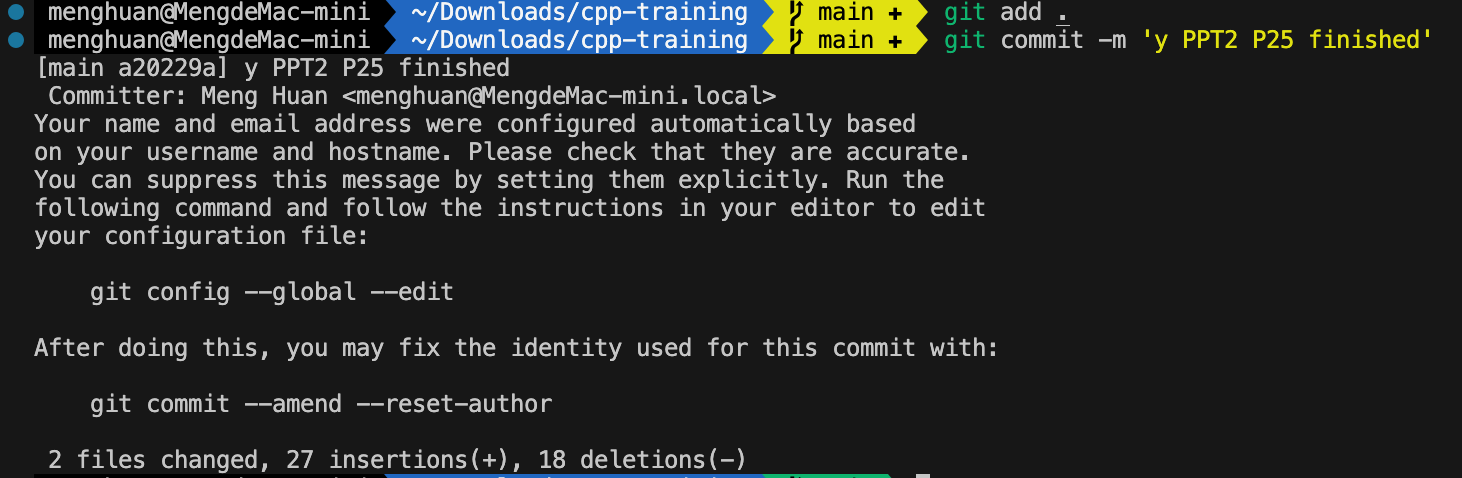 menghuan@MengdeMac-mini ~/Downloads/cpp-training main + git add .
menghuan@MengdeMac-mini ~/Downloads/cpp-training main + git commit -m 'y PPT2 P25 finished'
[main a20229a] y PPT2 P25 finished
Committer: Meng Huan <menghuan@MengdeMac-mini.local>
Your name and email address were configured automatically based
on your username and hostname. Please check that they are accurate.
You can suppress this message by setting them explicitly. Run the
following command and follow the instructions in your editor to edit
your configuration file:
git config --global --edit
After doing this, you may fix the identity used for this commit with:
git commit --amend --reset-author
2 files changed, 27 insertions(+), 18 deletions(-)